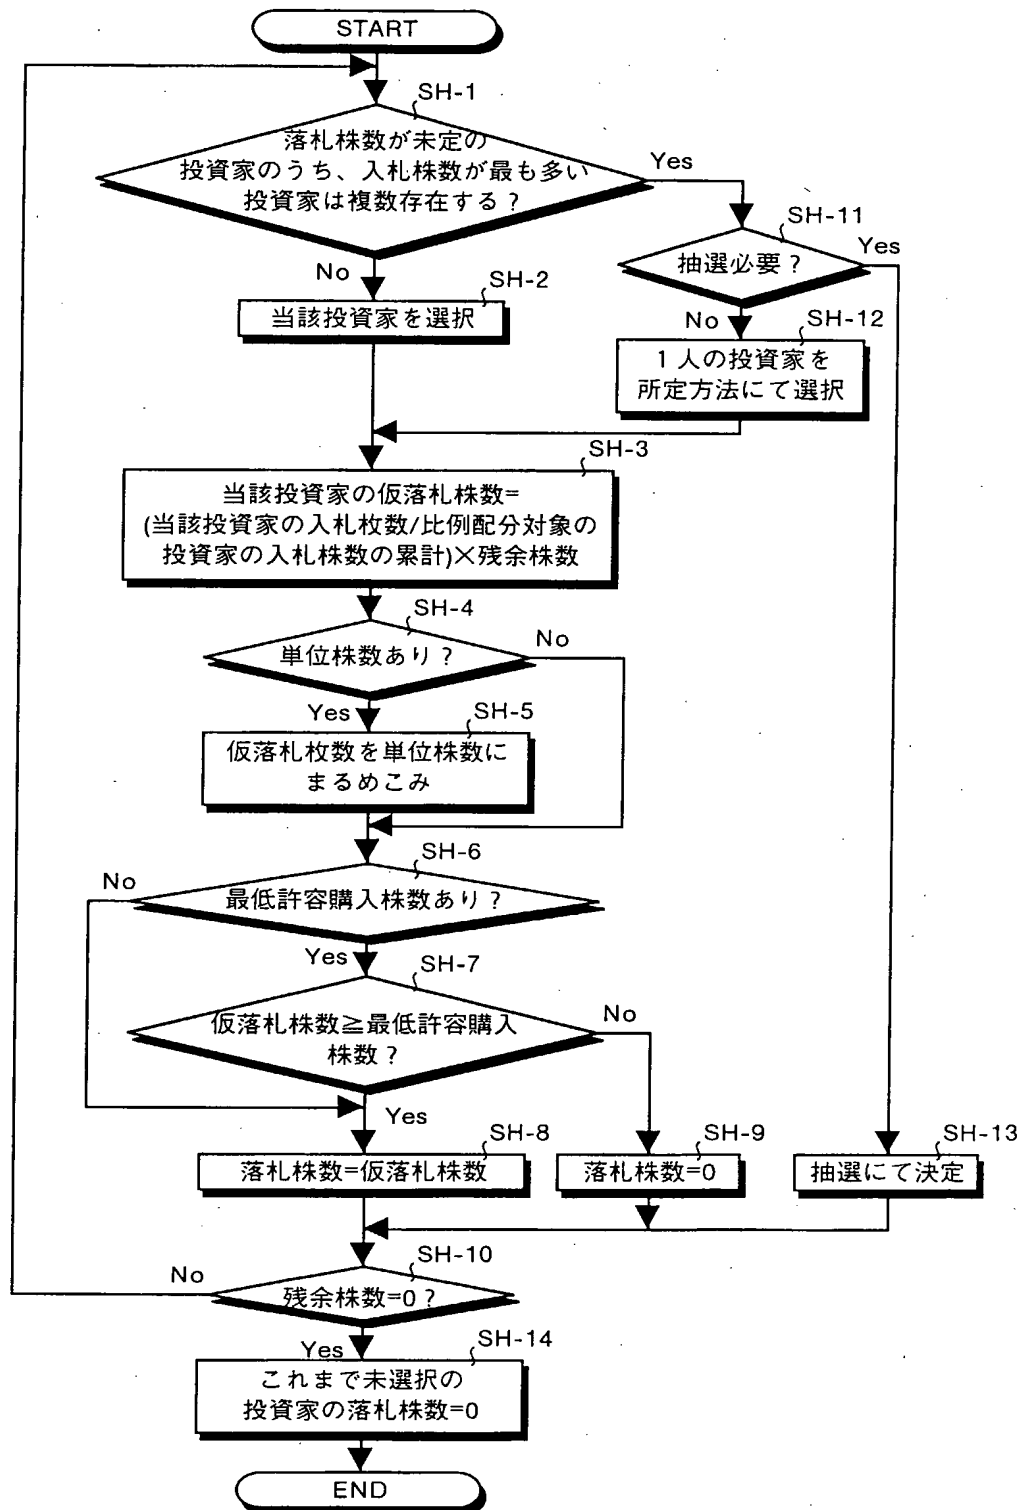 START
SH-1
落札株数が未定の
投資家のうち、入札株数が最も多い
投資家は複数存在する?
Yes
No
SH-11
抽選必要?
Yes
No
SH-2
当該投資家を選択
SH-12
1人の投資家を
所定方法にて選択
SH-3
当該投資家の仮落札株数=
(当該投資家の入札枚数/比例配分対象の
投資家の入札株数の累計)×残余株数
SH-4
単位株数あり?
No
Yes
SH-5
仮落札枚数を単位株数に
まるめこみ
SH-6
最低許容購入株数あり?
No
Yes
SH-7
仮落札株数≧最低許容購入
株数?
No
Yes
SH-8
落札株数=仮落札株数
SH-9
落札株数=0
SH-13
抽選にて決定
SH-10
残余株数=0?
No
Yes
SH-14
これまで未選択の
投資家の落札株数=0
END